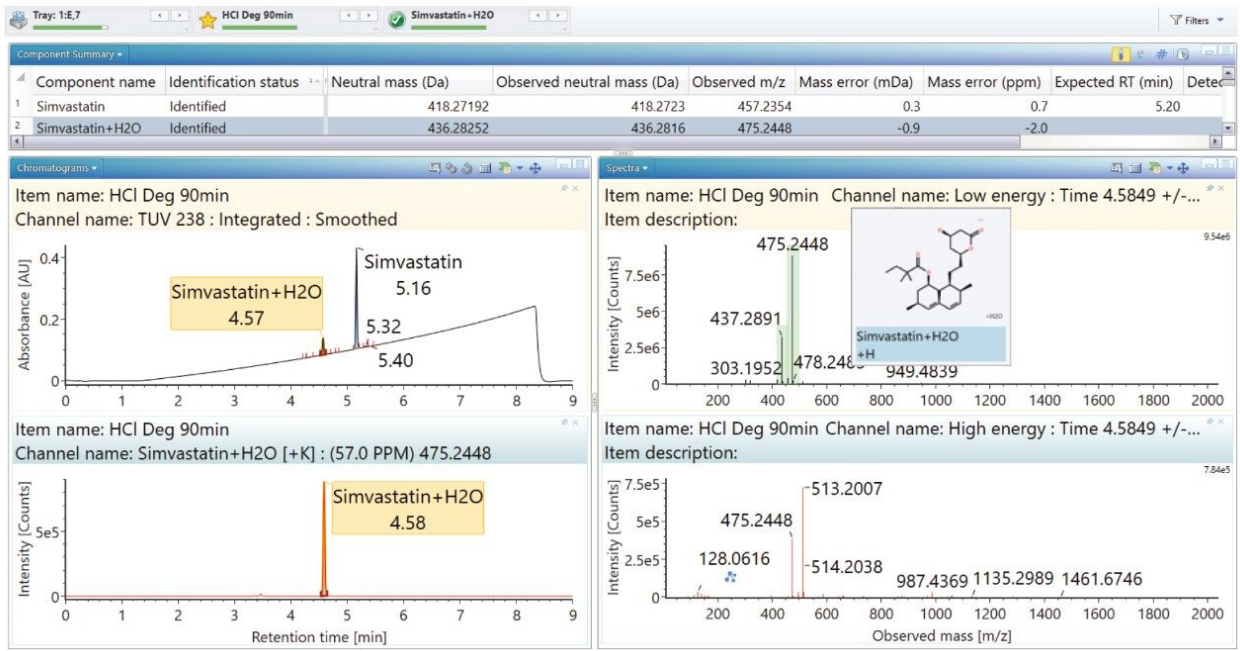 Tray: 1:E,7
HCl Deg 90min
Simvastatin+H2O
Filters
Component Summary
Component name Identification status Neutral mass (Da) Observed neutral mass (Da) Observed m/z Mass error (mDa) Mass error (ppm) Expected RT (min) Detec
1 Simvastatin Identified 418.27192 418.2723 457.2354 0.3 0.7 5.20
2 Simvastatin+H2O Identified 436.28252 436.2816 475.2448 -0.9 -2.0
Chromatograms
Item name: HCl Deg 90min
Channel name: TUV 238 : Integrated : Smoothed
Absorbance [AU]
0.4
0.2
0
Simvastatin
5.16
Simvastatin+H2O
4.57
5.32
5.40
0 1 2 3 4 5 6 7 8 9
Item name: HCl Deg 90min
Channel name: Simvastatin+H2O [+K] : (57.0 PPM) 475.2448
Intensity [Counts]
5e5
0
Simvastatin+H2O
4.58
0 1 2 3 4 5 6 7 8 9
Retention time [min]
Spectra
Item name: HCl Deg 90min Channel name: Low energy : Time 4.5849 +/-...
Item description:
9.54e6
Intensity [Counts]
7.5e6
5e6
2.5e6
0
475.2448
437.2891
303.1952
478.248
949.4839
+H2O
Simvastatin+H2O
+H
200 400 600 800 1000 1200 1400 1600 1800 2000
Item name: HCl Deg 90min Channel name: High energy : Time 4.5849 +/-...
Item description:
7.84e5
Intensity [Counts]
7.5e5
5e5
2.5e5
0
513.2007
475.2448
128.0616
514.2038
987.4369 1135.2989 1461.6746
200 400 600 800 1000 1200 1400 1600 1800 2000
Observed mass [m/z]